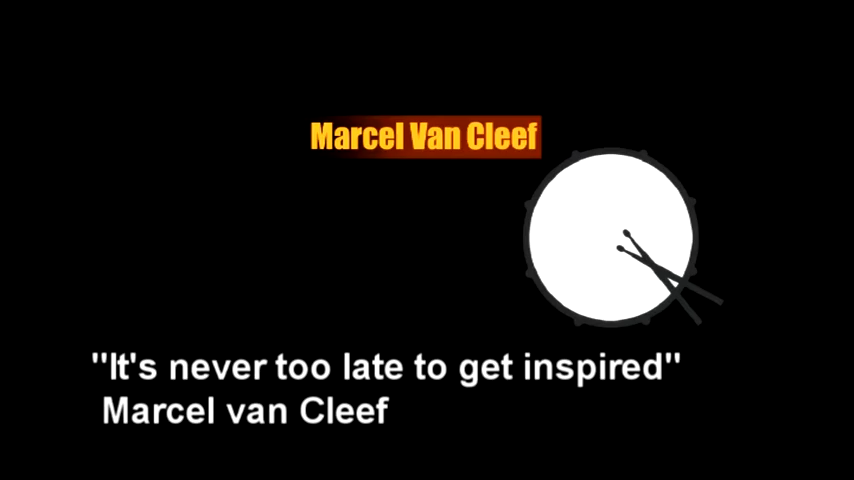 Marcel Van Cleef
"It's never too late to get inspired"
Marcel van Cleef